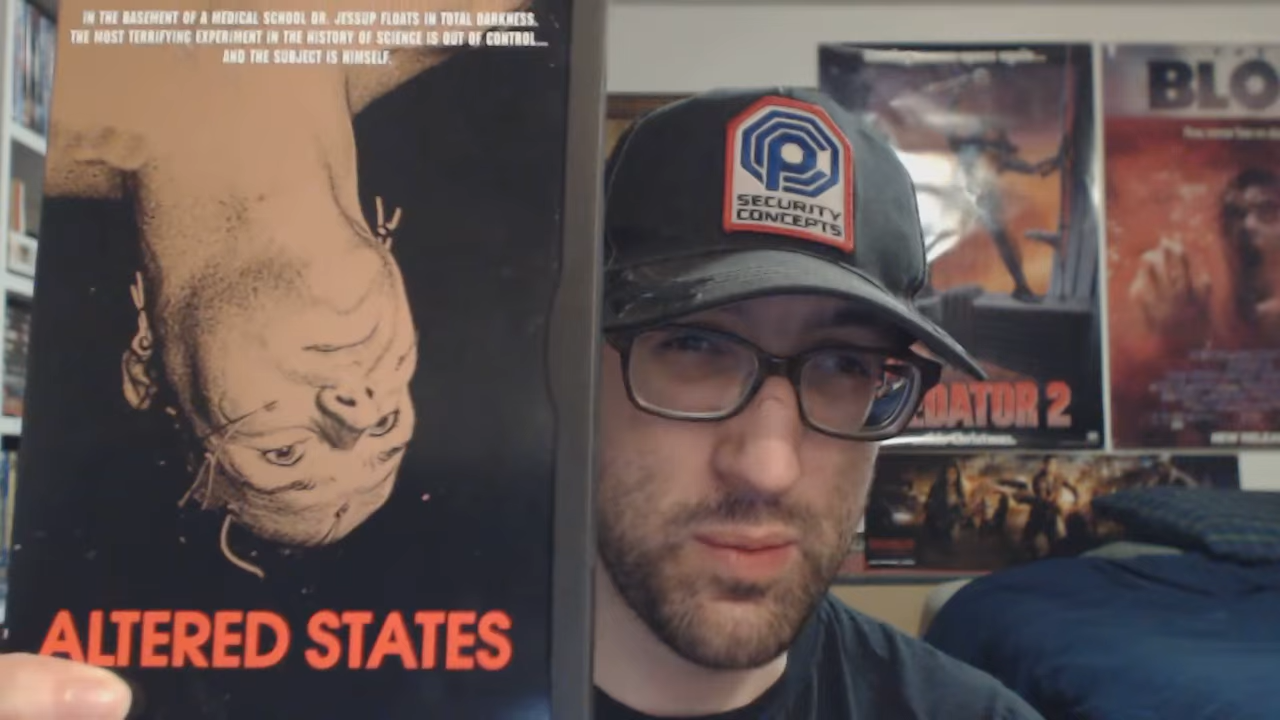 IN THE BASEMENT OF A MEDICAL SCHOOL DR. JESSUP FLOATS IN TOTAL DARKNESS.
THE MOST TERRIFYING EXPERIMENT IN THE HISTORY OF SCIENCE IS OUT OF CONTROL...
AND THE SUBJECT IS HIMSELF.
ALTERED STATES
OCP
SECURITY
CONCEPTS
EDATOR 2
BLO